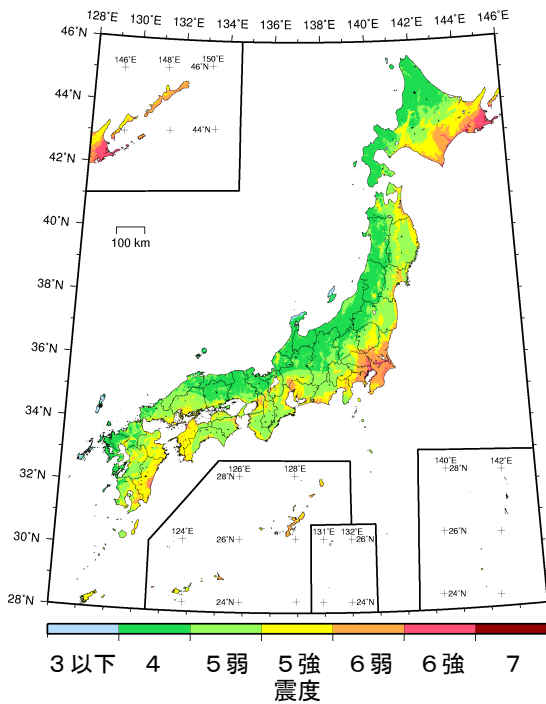 128˚E 130˚E 132˚E 134˚E 136˚E 138˚E 140˚E 142˚E 144˚E 146˚E
46˚N
146˚E 148˚E 150˚E
46˚N
44˚N
44˚N
42˚N
40˚N
100 km
38˚N
36˚N
34˚N
32˚N
126˚E 128˚E
28˚N
140˚E 142˚E
28˚N
30˚N
124˚E
26˚N
131˚E 132˚E
26˚N
26˚N
28˚N
24˚N
24˚N
24˚N
3以下 4 5弱 5強 6弱 6強 7
震度